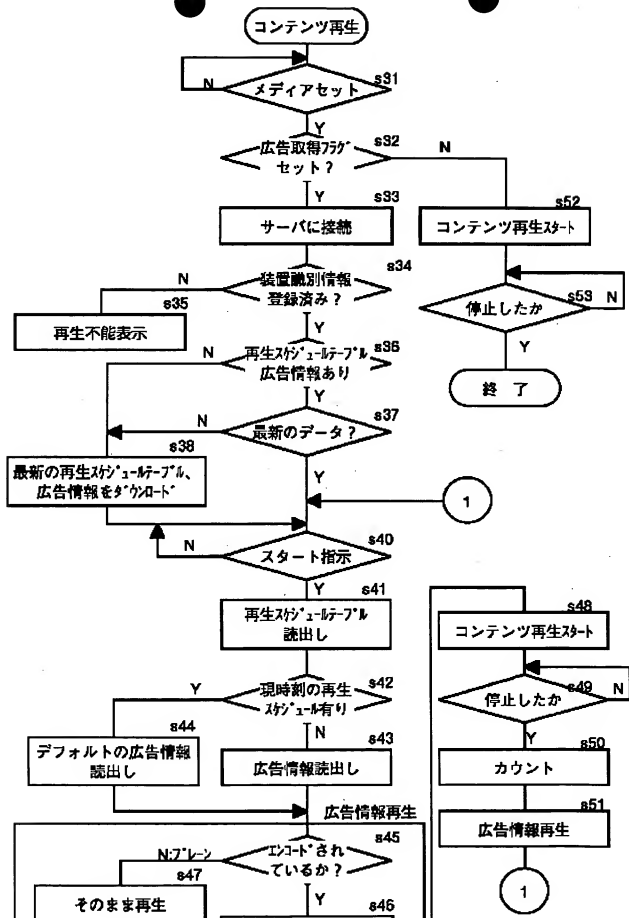 コンテンツ再生
メディアセット
s31
N
Y
広告取得フラグ
セット？
s32
N
Y
s33
サーバに接続
s52
コンテンツ再生スタート
装置識別情報
登録済み？
s34
N
Y
s35
再生不能表示
停止したか
s53
N
Y
終 了
再生スケジュールテーブル
広告情報あり
s36
N
Y
最新のデータ？
s37
N
Y
s38
最新の再生スケジュールテーブル、
広告情報をダウンロード
1
スタート指示
s40
N
Y
s41
再生スケジュールテーブル
読出し
現時刻の再生
スケジュール有り
s42
Y
N
s44
デフォルトの広告情報
読出し
s43
広告情報読出し
広告情報再生
エンコードされ
ているか？
s45
N:プレーン
Y
s47
そのまま再生
s46
s48
コンテンツ再生スタート
停止したか
s49
N
Y
s50
カウント
s51
広告情報再生
1